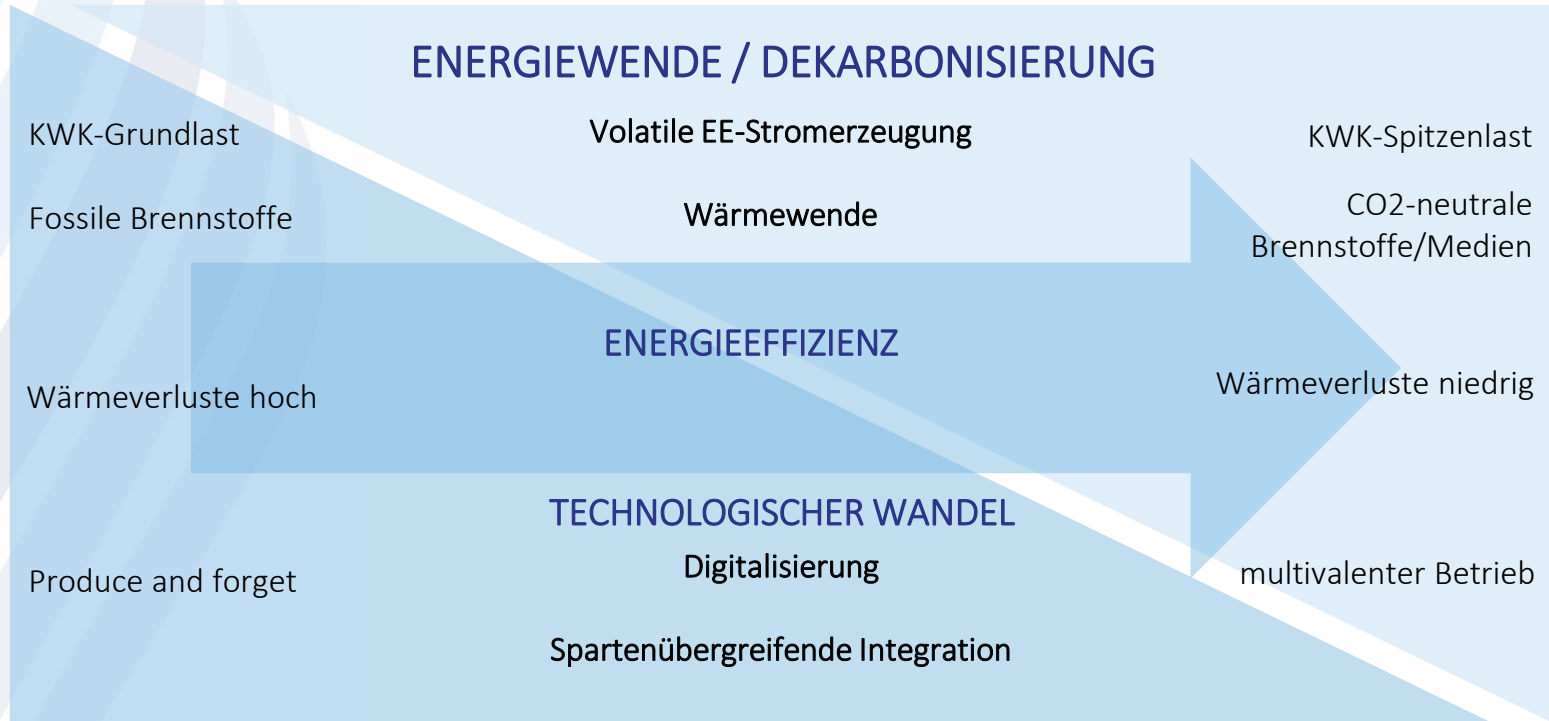 ENERGIEWENDE / DEKARBONISIERUNG
KWK-Grundlast
Volatile EE-Stromerzeugung
KWK-Spitzenlast
Fossile Brennstoffe
Wärmewende
CO2-neutrale
Brennstoffe/Medien
ENERGIEEFFIZIENZ
Wärmeverluste hoch
Wärmeverluste niedrig
TECHNOLOGISCHER WANDEL
Produce and forget
Digitalisierung
multivalenter Betrieb
Spartenübergreifende Integration